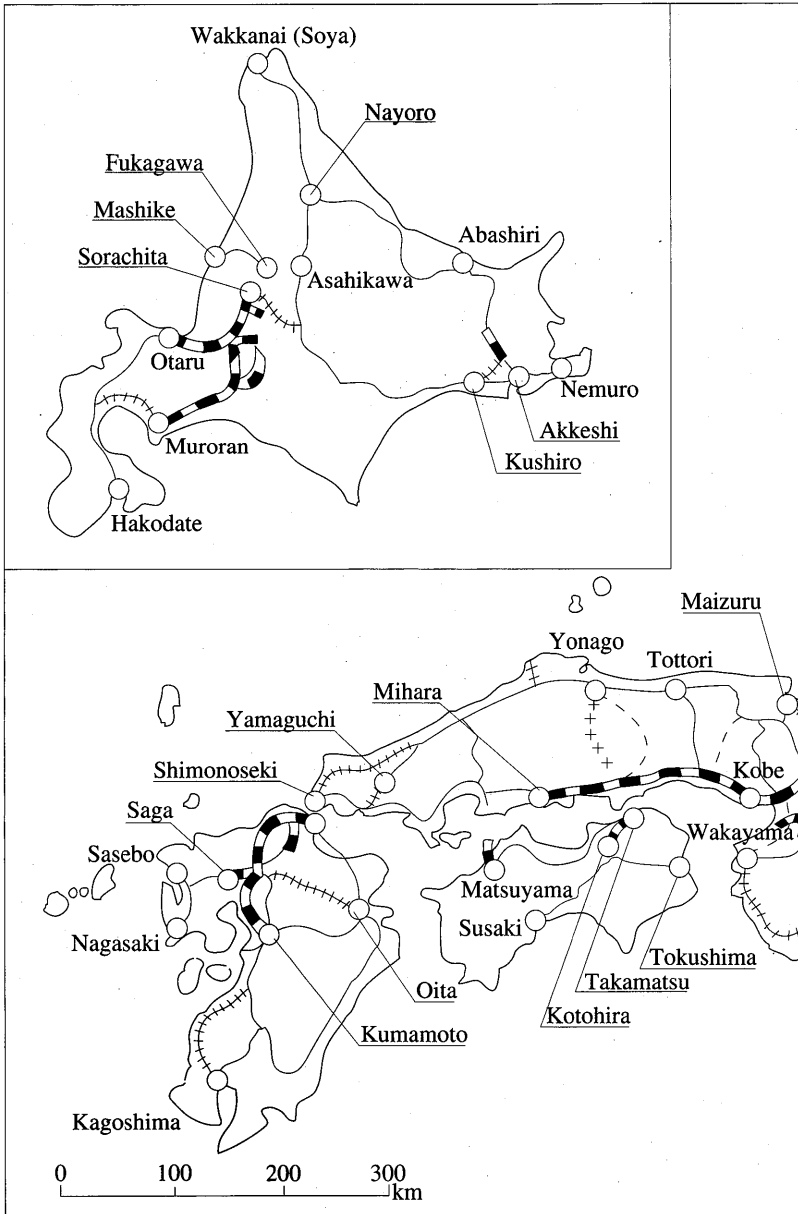 Wakkanai (Soya)
Nayoro
Fukagawa
Mashike
Abashiri
Sorachita
Asahikawa
Otaru
Nemuro
Akkeshi
Muroran
Kushiro
Hakodate
Maizuru
Yonago
Tottori
Mihara
Yamaguchi
Shimonoseki
Kobe
Saga
Wakayama
Sasebo
Matsuyama
Susaki
Nagasaki
Tokushima
Oita
Takamatsu
Kotohira
Kumamoto
Kagoshima
0 100 200 300
km